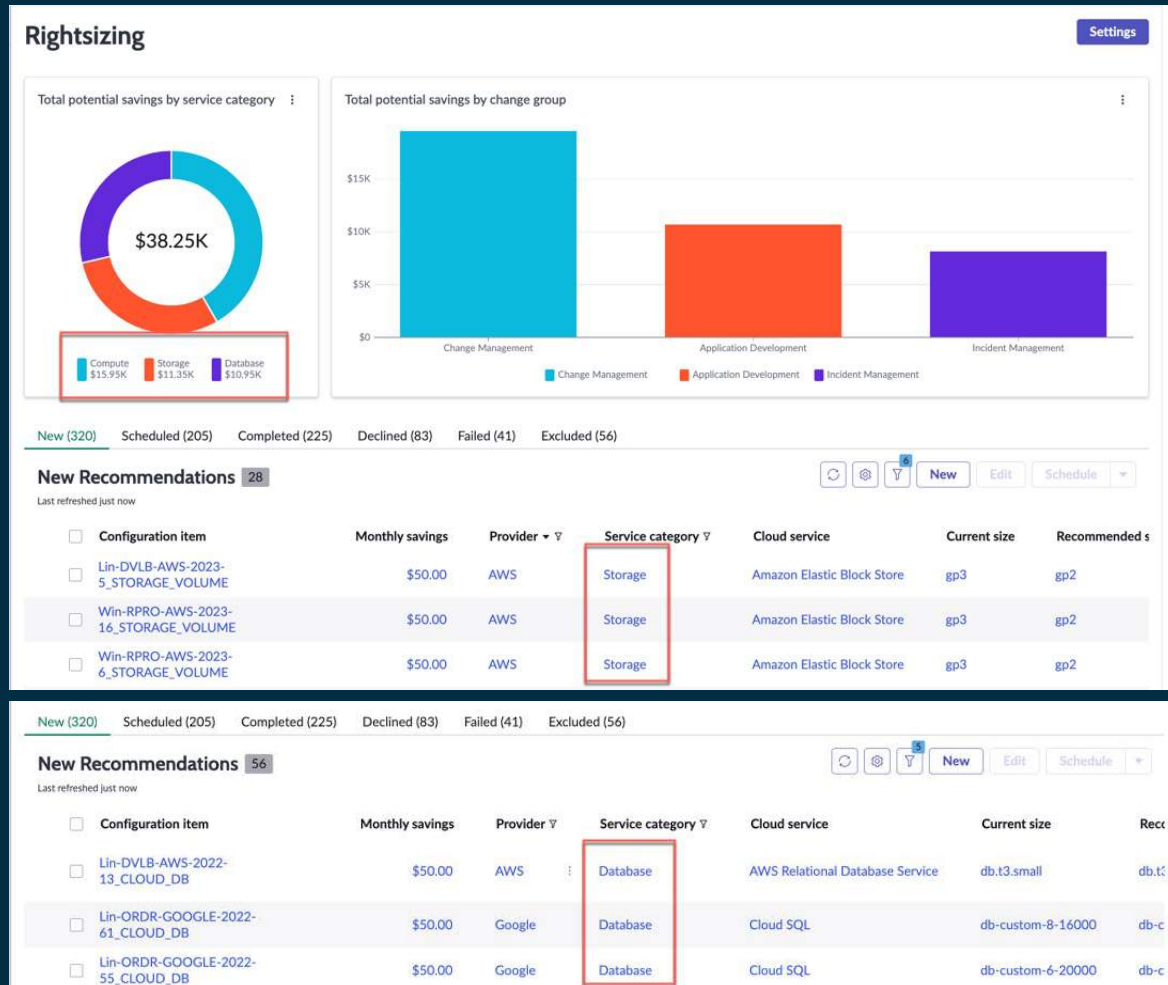 Rightsizing
Settings
Total potential savings by service category
$38.25K
Compute
$15.95K
Storage
$11.35K
Database
$10.95K
Total potential savings by change group
$15K
$10K
$5K
$0
Change Management
Application Development
Incident Management
Change Management
Application Development
Incident Management
New (320) Scheduled (205) Completed (225) Declined (83) Failed (41) Excluded (56)
New Recommendations 28
6
New Edit Schedule
Last refreshed just now
Configuration item Monthly savings Provider Service category Cloud service Current size Recommended s
Lin-DVLB-AWS-2023-
5_STORAGE_VOLUME
$50.00 AWS Storage Amazon Elastic Block Store gp3 gp2
Win-RPRO-AWS-2023-
16_STORAGE_VOLUME
$50.00 AWS Storage Amazon Elastic Block Store gp3 gp2
Win-RPRO-AWS-2023-
6_STORAGE_VOLUME
$50.00 AWS Storage Amazon Elastic Block Store gp3 gp2
New (320) Scheduled (205) Completed (225) Declined (83) Failed (41) Excluded (56)
New Recommendations 56
5
New Edit Schedule
Last refreshed just now
Configuration item Monthly savings Provider Service category Cloud service Current size Recc
Lin-DVLB-AWS-2022-
13_CLOUD_DB
$50.00 AWS Database AWS Relational Database Service db.t3.small db.t3
Lin-ORDR-GOOGLE-2022-
61_CLOUD_DB
$50.00 Google Database Cloud SQL db-custom-8-16000 db-c
Lin-ORDR-GOOGLE-2022-
55_CLOUD_DB
$50.00 Google Database Cloud SQL db-custom-6-20000 db-c